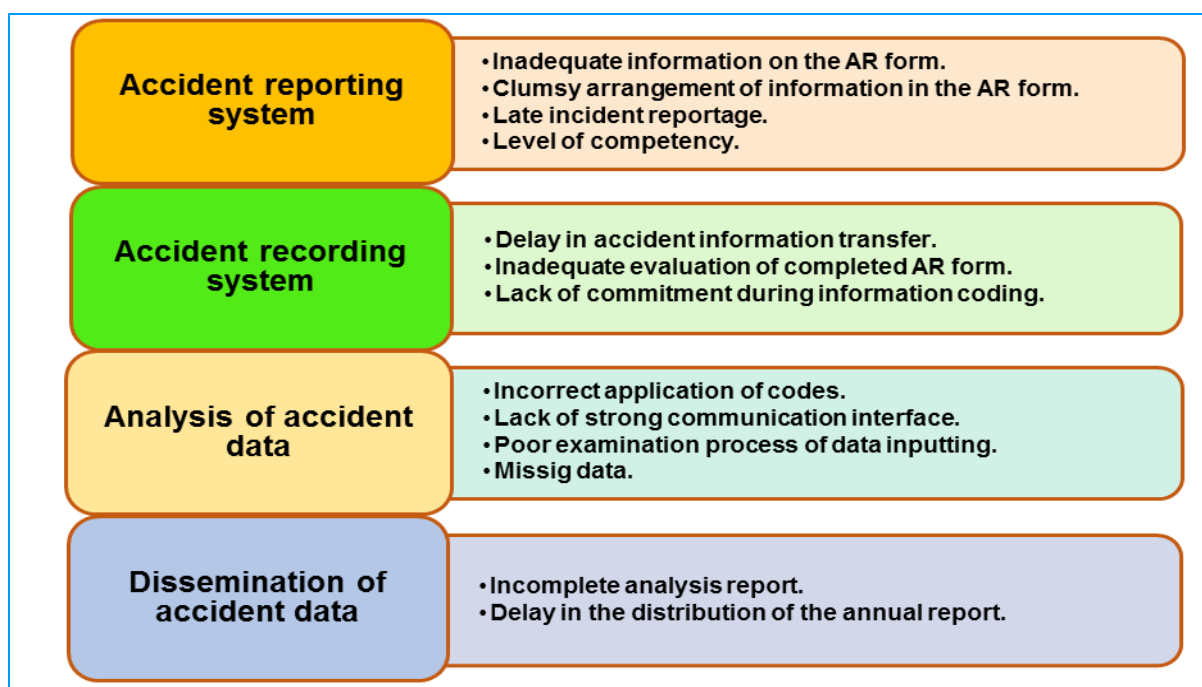 Accident reporting
system
• Inadequate information on the AR form.
• Clumsy arrangement of information in the AR form.
• Late incident reportage.
• Level of competency.
Accident recording
system
• Delay in accident information transfer.
• Inadequate evaluation of completed AR form.
• Lack of commitment during information coding.
Analysis of accident
data
• Incorrect application of codes.
• Lack of strong communication interface.
• Poor examination process of data inputting.
• Missig data.
Dissemination of
accident data
• Incomplete analysis report.
• Delay in the distribution of the annual report.